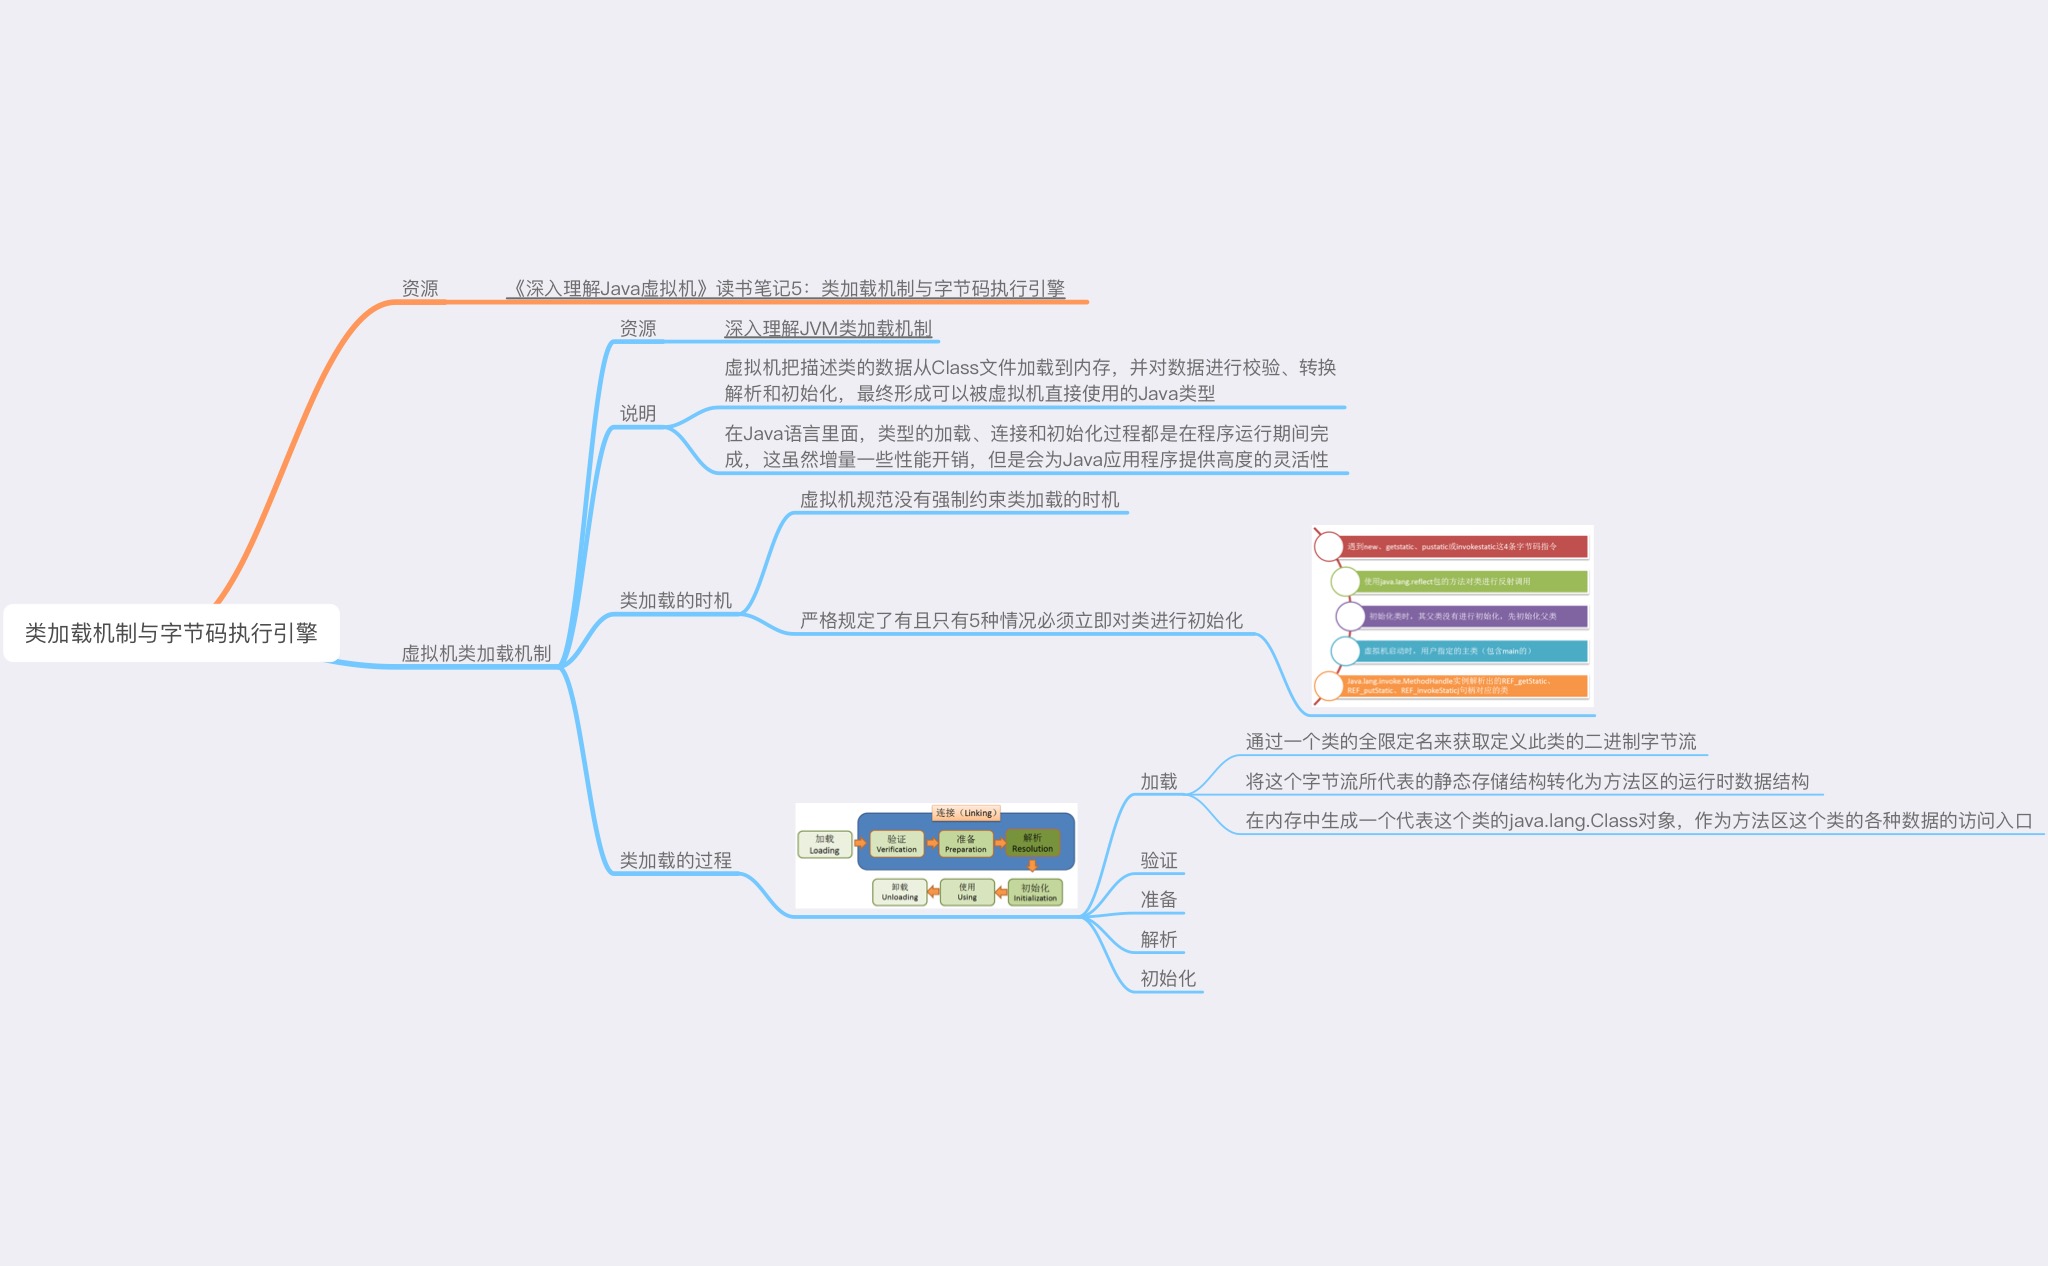 资源
《深入理解Java虚拟机》读书笔记5：类加载机制与字节码执行引擎
资源
深入理解JVM类加载机制
虚拟机把描述类的数据从Class文件加载到内存，并对数据进行校验、转换
解析和初始化，最终形成可以被虚拟机直接使用的Java类型
说明
在Java语言里面，类型的加载、连接和初始化过程都是在程序运行期间完
成，这虽然增量一些性能开销，但是会为Java应用程序提供高度的灵活性
虚拟机规范没有强制约束类加载的时机
类加载的时机
严格规定了有且只有5种情况必须立即对类进行初始化
遇到new、getstatic、pustatic或invokestatic这4条字节码指令
使用java.lang.reflect包的方法对类进行反射调用
初始化类时，其父类没有进行初始化，先初始化父类
虚拟机启动时，用户指定的主类（包含main的）
Java.lang.invoke.MethodHandle实例解析出的REF_getStatic、
REF_putStatic、REF_invokeStatic句柄对应的类
类加载机制与字节码执行引擎
虚拟机类加载机制
类加载的过程
连接（Linking）
加载
Loading
验证
Verification
准备
Preparation
解析
Resolution
卸载
Unloading
使用
Using
初始化
Initialization
加载
通过一个类的全限定名来获取定义此类的二进制字节流
将这个字节流所代表的静态存储结构转化为方法区的运行时数据结构
在内存中生成一个代表这个类的java.lang.Class对象，作为方法区这个类的各种数据的访问入口
验证
准备
解析
初始化